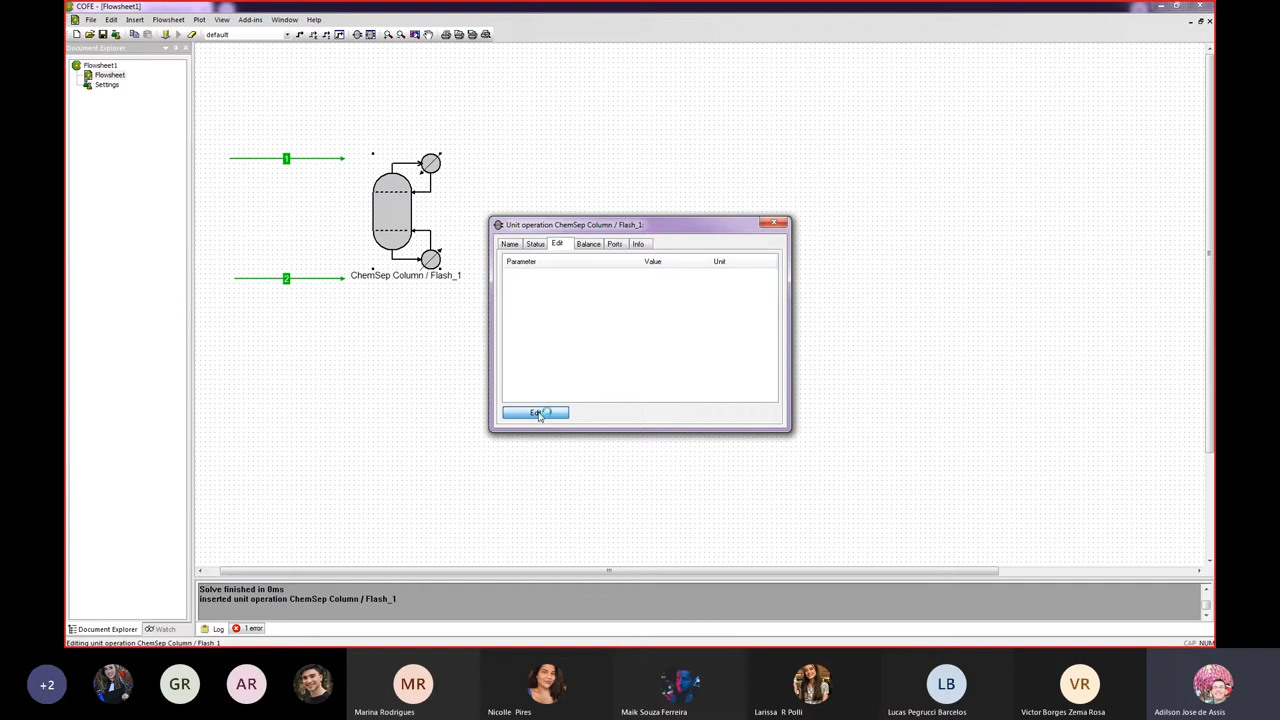 COFE - [Flowsheet1]
File Edit Insert Flowsheet Plot View Add-ins Window Help
default
Document Explorer
Flowsheet1
Flowsheet
Settings
1
2
ChemSep Column / Flash_1
Unit operation ChemSep Column / Flash_1:
Name Status Edit Balance Ports Info
Parameter Value Unit
Solve finished in 0ms
inserted unit operation ChemSep Column / Flash_1
Document Explorer Watch
Log 1 error
Editing unit operation ChemSep Column / Flash_1
CAP NUM
+2 GR AR MR LB VR
Marina Rodrigues Nicolle Pires Maik Souza Ferreira Larissa R Polli Lucas Pegrucci Barcelos Victor Borges Zema Rosa Adilson Jose de Assis